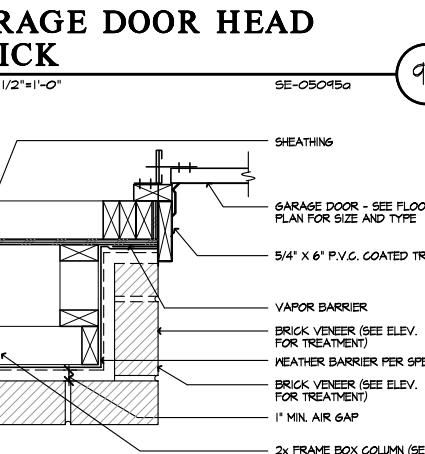 RAGE DOOR HEAD
ICK
1/2"=1'-0"
SE-05095a
SHEATHING
GARAGE DOOR - SEE FLOO
PLAN FOR SIZE AND TYPE
5/4" X 6" P.V.C. COATED TR
VAPOR BARRIER
BRICK VENEER (SEE ELEV.
FOR TREATMENT)
WEATHER BARRIER PER SPE
BRICK VENEER (SEE ELEV.
FOR TREATMENT)
1" MIN. AIR GAP
2x FRAME BOX COLUMN (SE